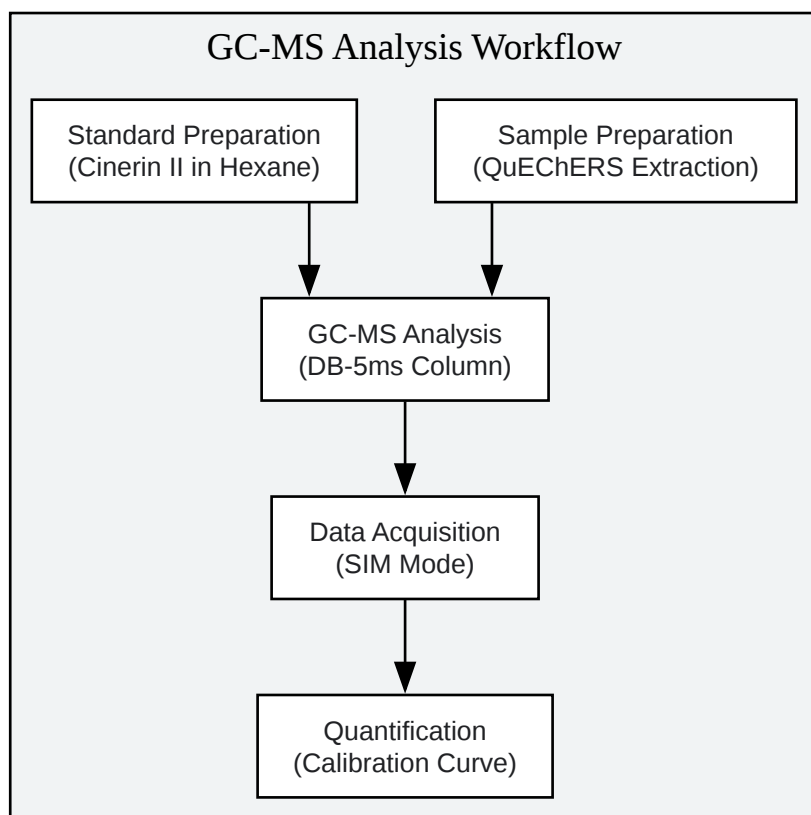 GC-MS Analysis Workflow
Standard Preparation
(Cinerin II in Hexane)
Sample Preparation
(QuEChERS Extraction)
GC-MS Analysis
(DB-5ms Column)
Data Acquisition
(SIM Mode)
Quantification
(Calibration Curve)